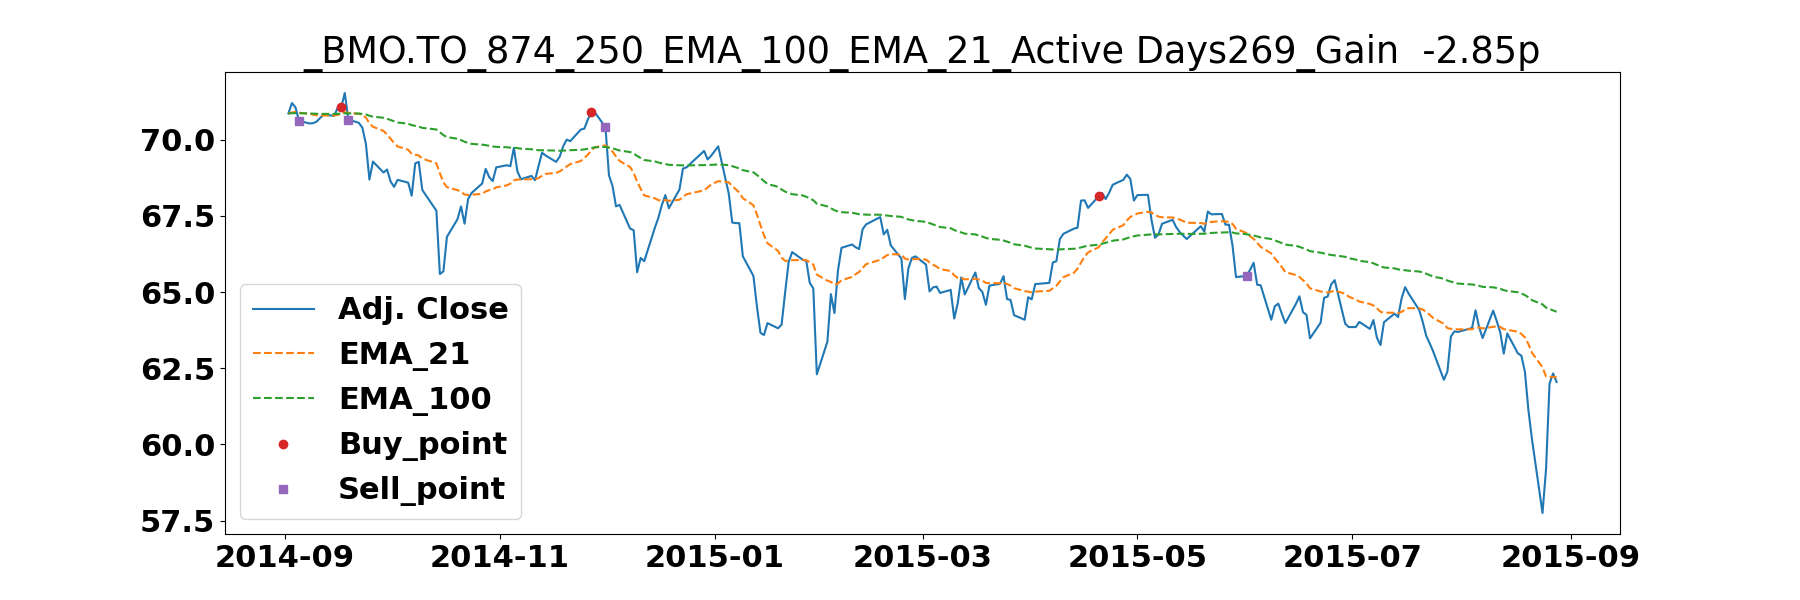 _BMO.TO_874_250_EMA_100_EMA_21_Active Days269_Gain  -2.85p
70.0
67.5
65.0
62.5
60.0
57.5
Adj. Close
EMA_21
EMA_100
Buy_point
Sell_point
2014-09 2014-11 2015-01 2015-03 2015-05 2015-07 2015-09